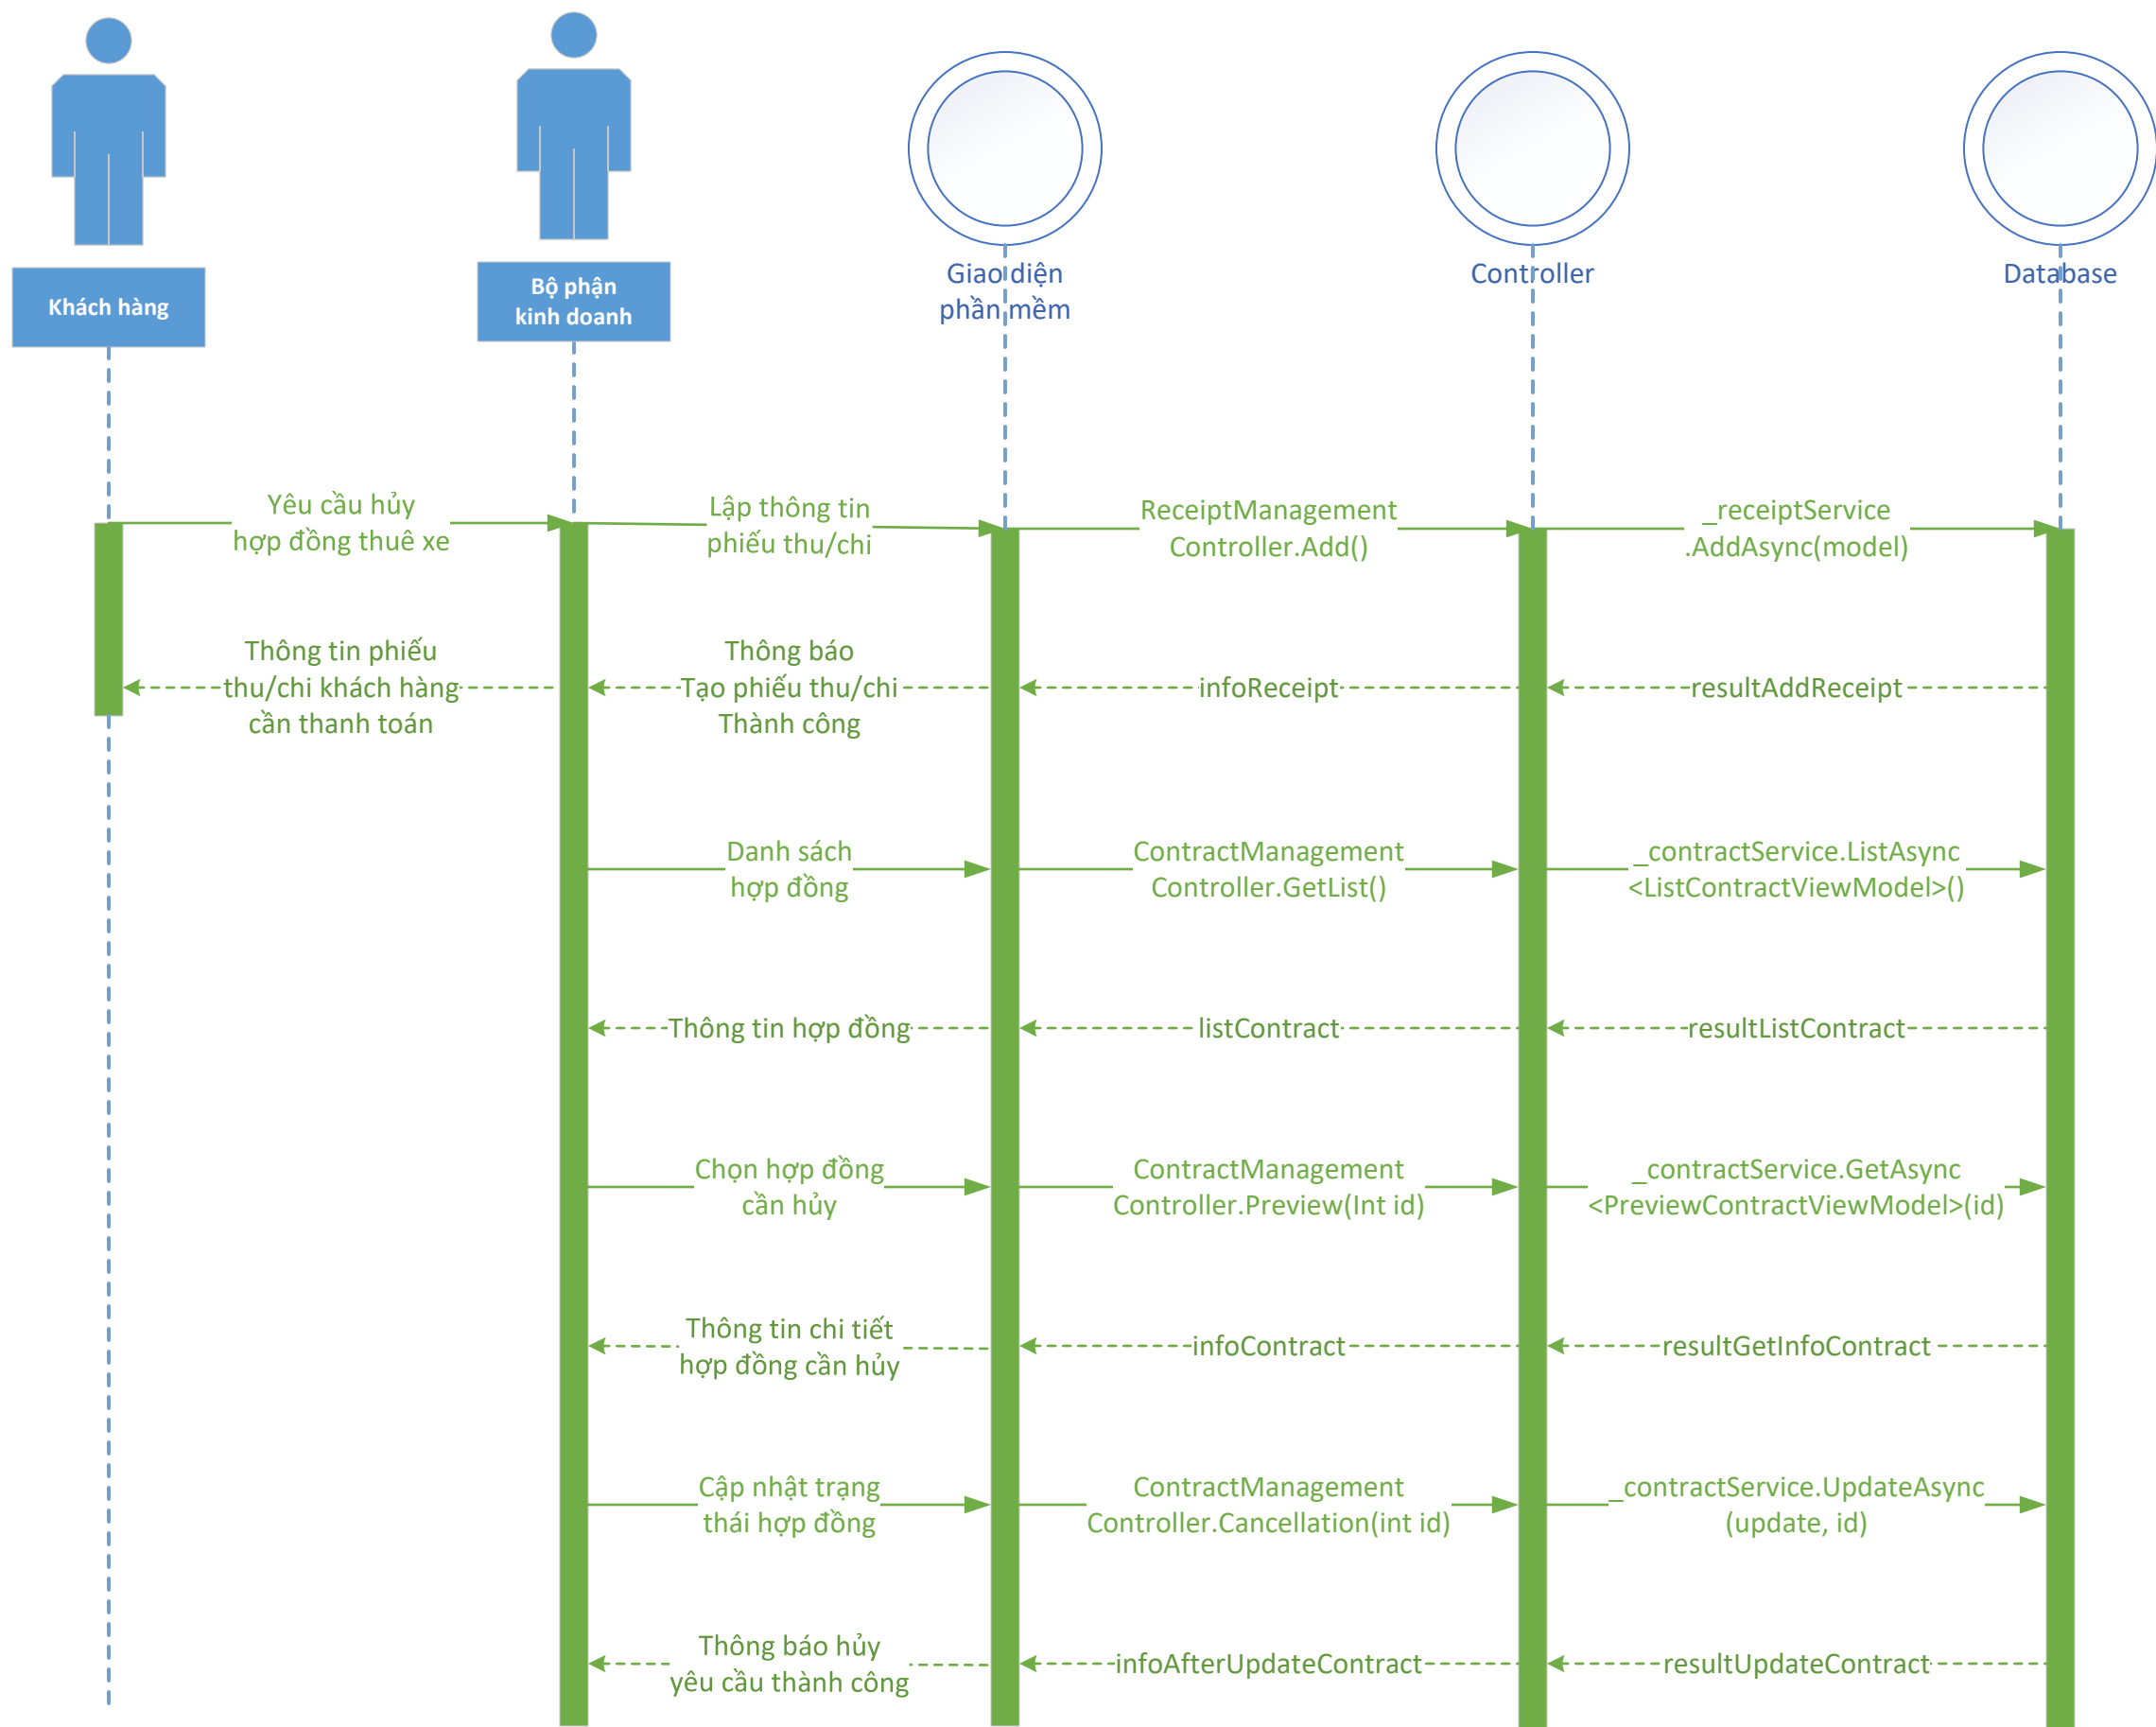 Khách hàng
Bộ phận
kinh doanh
Giao diện
phần mềm
Controller
Database
Yêu cầu hủy
hợp đồng thuê xe
Lập thông tin
phiếu thu/chi
ReceiptManagement
Controller.Add()
_receiptService
.AddAsync(model)
Thông tin phiếu
thu/chi khách hàng
cần thanh toán
Thông báo
Tạo phiếu thu/chi
Thành công
infoReceipt
resultAddReceipt
Danh sách
hợp đồng
ContractManagement
Controller.GetList()
_contractService.ListAsync
<ListContractViewModel>()
Thông tin hợp đồng
listContract
resultListContract
Chọn hợp đồng
cần hủy
ContractManagement
Controller.Preview(Int id)
_contractService.GetAsync
<PreviewContractViewModel>(id)
Thông tin chi tiết
hợp đồng cần hủy
infoContract
resultGetInfoContract
Cập nhật trạng
thái hợp đồng
ContractManagement
Controller.Cancellation(int id)
_contractService.UpdateAsync
(update, id)
Thông báo hủy
yêu cầu thành công
infoAfterUpdateContract
resultUpdateContract